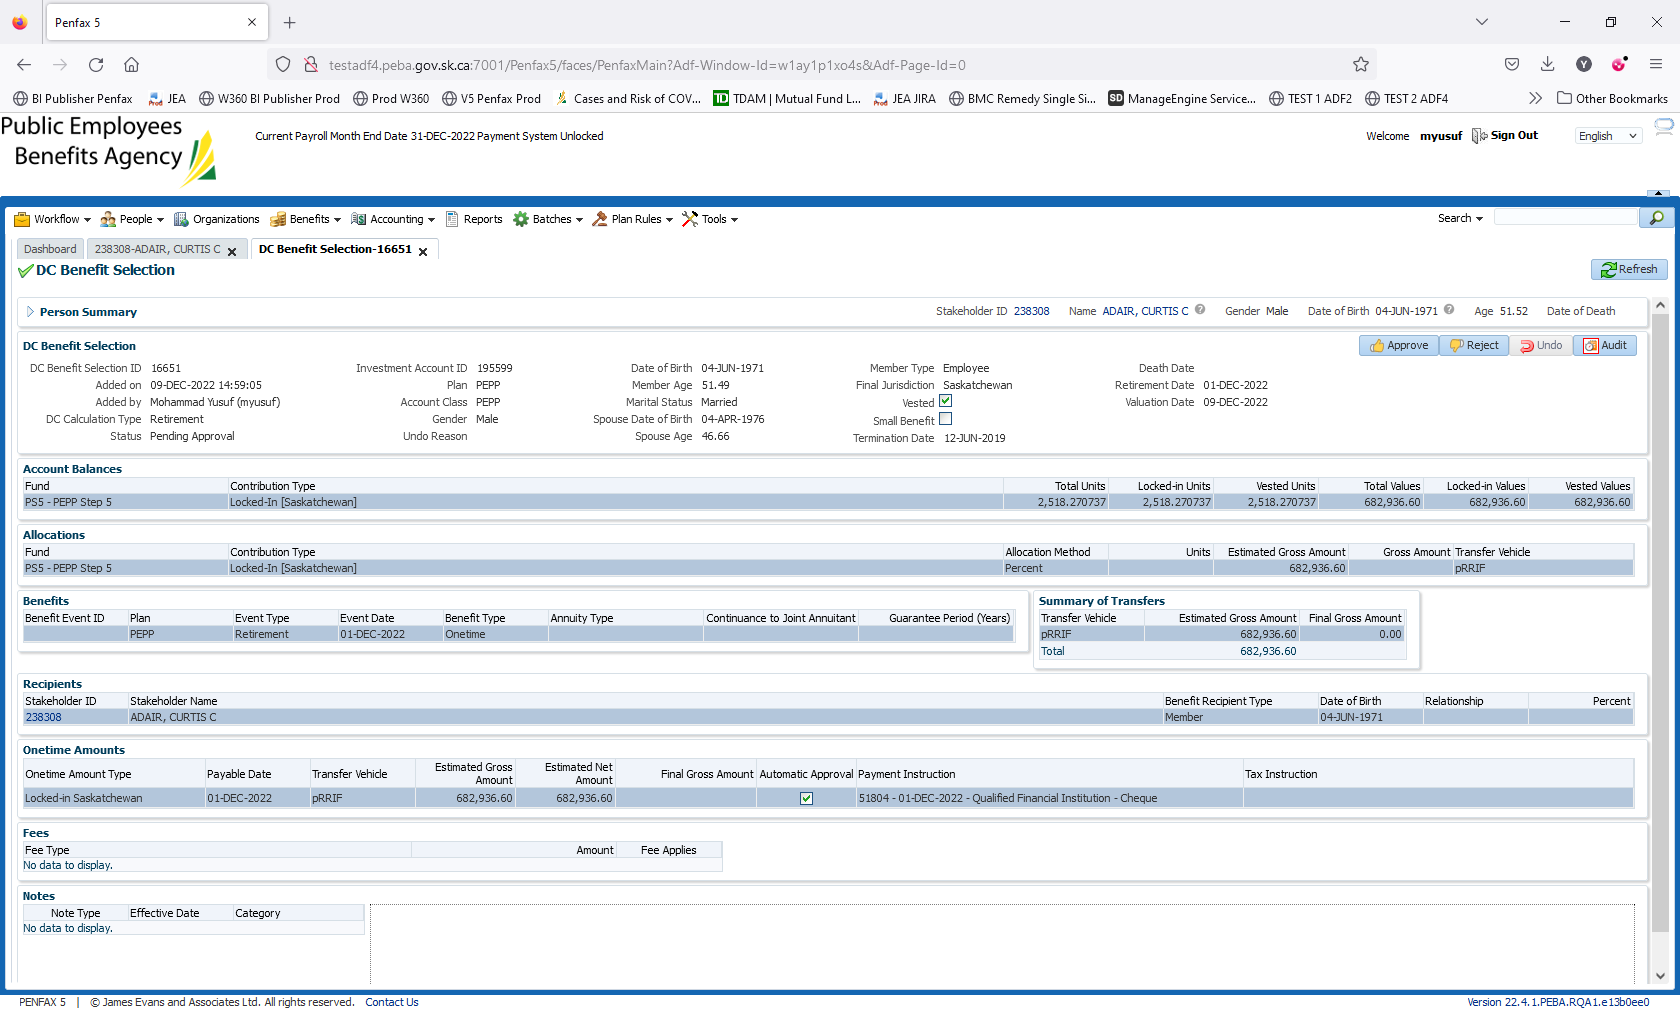 Penfax 5
testadf4.peba.gov.sk.ca:7001/Penfax5/faces/PenfaxMain?Adf-Window-Id=w1ay1p1xo4s&Adf-Page-Id=0
Y
BI Publisher Penfax JEA W360 BI Publisher Prod Prod W360 V5 Penfax Prod Cases and Risk of COV... TD TDAM | Mutual Fund L... JEA JIRA BMC Remedy Single Si... SD ManageEngine Service... TEST 1 ADF2 TEST 2 ADF4 Other Bookmarks
Public Employees
Benefits Agency
Current Payroll Month End Date 31-DEC-2022 Payment System Unlocked
Welcome myusuf Sign Out English
Workflow People Organizations Benefits Accounting Reports Batches Plan Rules Tools Search
Dashboard 238308-ADAIR, CURTIS C DC Benefit Selection-16651
DC Benefit Selection Refresh
Person Summary Stakeholder ID 238308 Name ADAIR, CURTIS C Gender Male Date of Birth 04-JUN-1971 Age 51.52 Date of Death
DC Benefit Selection Approve Reject Undo Audit
DC Benefit Selection ID 16651 Investment Account ID 195599 Date of Birth 04-JUN-1971 Member Type Employee Death Date
Added on 09-DEC-2022 14:59:05 Plan PEPP Member Age 51.49 Final Jurisdiction Saskatchewan Retirement Date 01-DEC-2022
Added by Mohammad Yusuf (myusuf) Account Class PEPP Marital Status Married Vested Valuation Date 09-DEC-2022
DC Calculation Type Retirement Gender Male Spouse Date of Birth 04-APR-1976 Small Benefit
Status Pending Approval Undo Reason Spouse Age 46.66 Termination Date 12-JUN-2019
Account Balances
Fund Contribution Type Total Units Locked-in Units Vested Units Total Values Locked-in Values Vested Values
PS5 - PEPP Step 5 Locked-In [Saskatchewan] 2,518.270737 2,518.270737 2,518.270737 682,936.60 682,936.60 682,936.60
Allocations
Fund Contribution Type Allocation Method Units Estimated Gross Amount Gross Amount Transfer Vehicle
PS5 - PEPP Step 5 Locked-In [Saskatchewan] Percent 682,936.60 pRRIF
Benefits
Benefit Event ID Plan Event Type Event Date Benefit Type Annuity Type Continuance to Joint Annuitant Guarantee Period (Years)
PEPP Retirement 01-DEC-2022 Onetime
Summary of Transfers
Transfer Vehicle Estimated Gross Amount Final Gross Amount
pRRIF 682,936.60 0.00
Total 682,936.60
Recipients
Stakeholder ID Stakeholder Name Benefit Recipient Type Date of Birth Relationship Percent
238308 ADAIR, CURTIS C Member 04-JUN-1971
Onetime Amounts
Onetime Amount Type Payable Date Transfer Vehicle Estimated Gross Amount Estimated Net Amount Final Gross Amount Automatic Approval Payment Instruction Tax Instruction
Locked-in Saskatchewan 01-DEC-2022 pRRIF 682,936.60 682,936.60 51804 - 01-DEC-2022 - Qualified Financial Institution - Cheque
Fees
Fee Type Amount Fee Applies
No data to display.
Notes
Note Type Effective Date Category
No data to display.
PENFAX 5 | © James Evans and Associates Ltd. All rights reserved. Contact Us Version 22.4.1.PEBA.RQA1.e13b0ee0